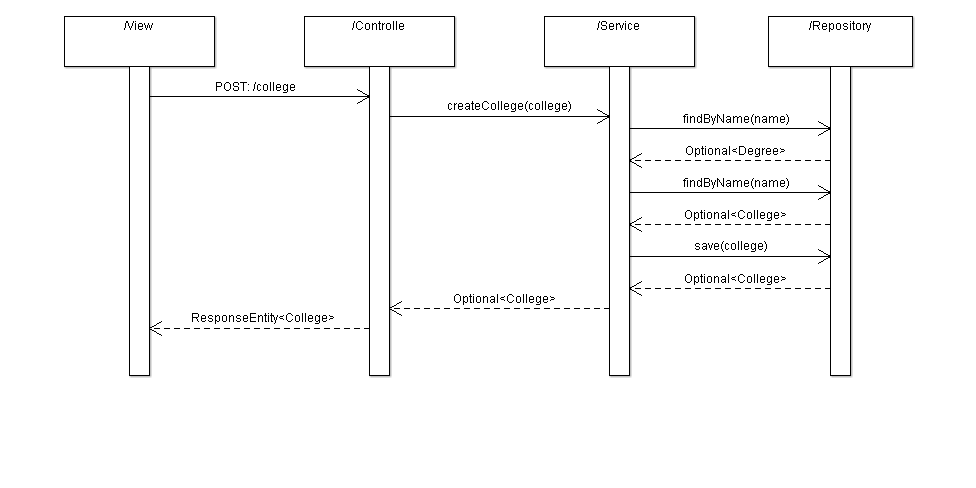 /View
/Controlle
/Service
/Repository
POST: /college
createCollege(college)
findByName(name)
Optional<Degree>
findByName(name)
Optional<College>
save(college)
Optional<College>
Optional<College>
ResponseEntity<College>